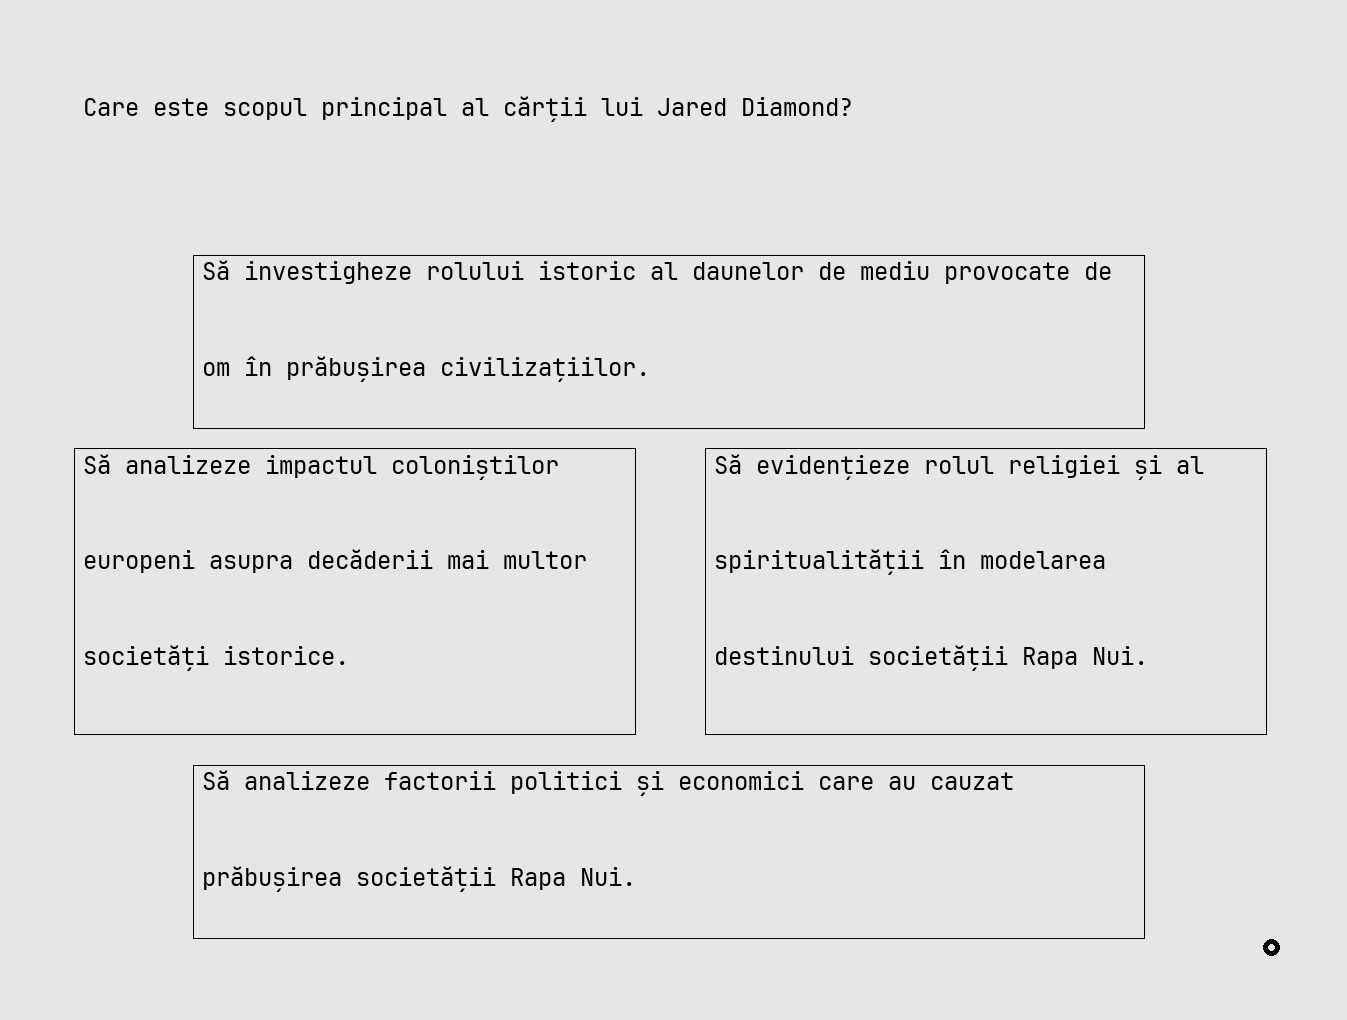 Care este scopul principal al cărții lui Jared Diamond?
Să investigheze rolului istoric al daunelor de mediu provocate de
om în prăbușirea civilizațiilor.
Să analizeze impactul coloniștilor
europeni asupra decăderii mai multor
societăți istorice.
Să evidențieze rolul religiei și al
spiritualității în modelarea
destinului societății Rapa Nui.
Să analizeze factorii politici și economici care au cauzat
prăbușirea societății Rapa Nui.